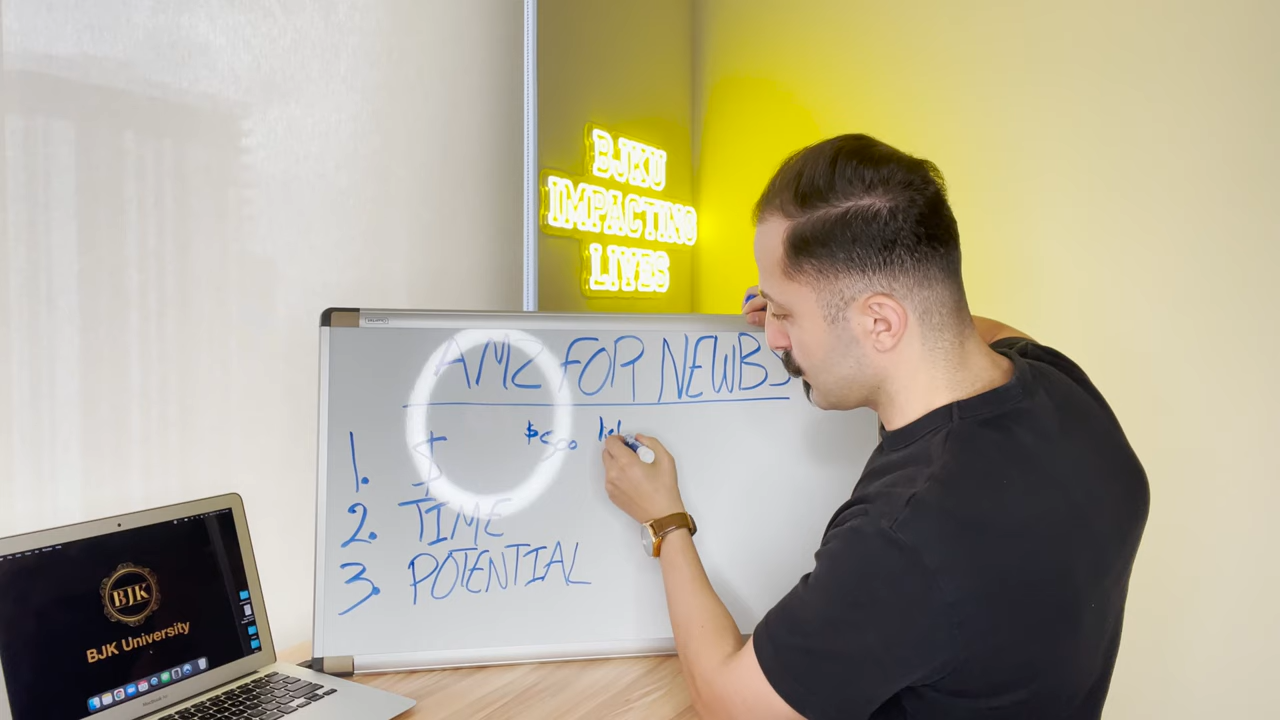 BJKU
IMPACTING
LIVES
AMZ FOR NEWBS
1. $
$500
2. TIME
3. POTENTIAL
BJK
BJK University